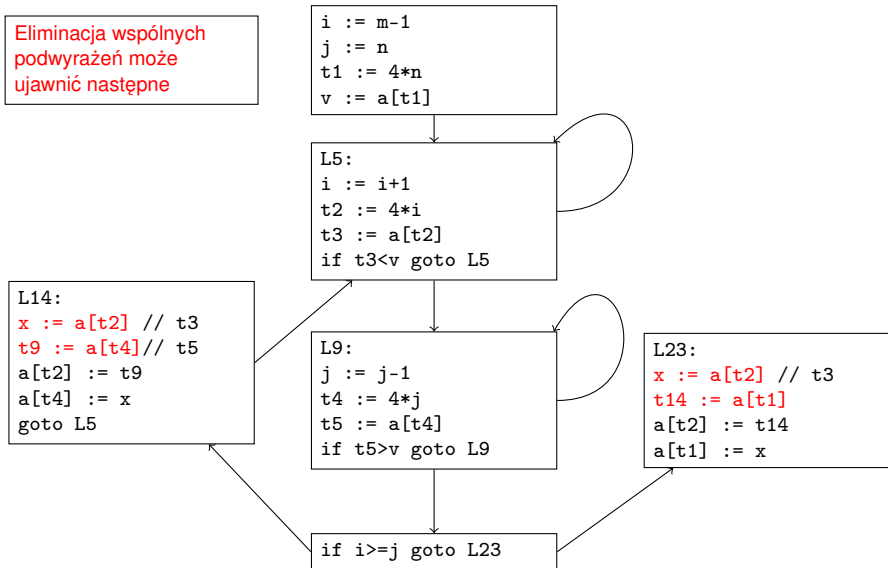 Eliminacja wspólnych
podwyrażeń może
ujawnić następne
i := m-1
j := n
t1 := 4*n
v := a[t1]
L5:
i := i+1
t2 := 4*i
t3 := a[t2]
if t3<v goto L5
L14:
x := a[t2] // t3
t9 := a[t4]// t5
a[t2] := t9
a[t4] := x
goto L5
L9:
j := j-1
t4 := 4*j
t5 := a[t4]
if t5>v goto L9
L23:
x := a[t2] // t3
t14 := a[t1]
a[t2] := t14
a[t1] := x
if i>=j goto L23